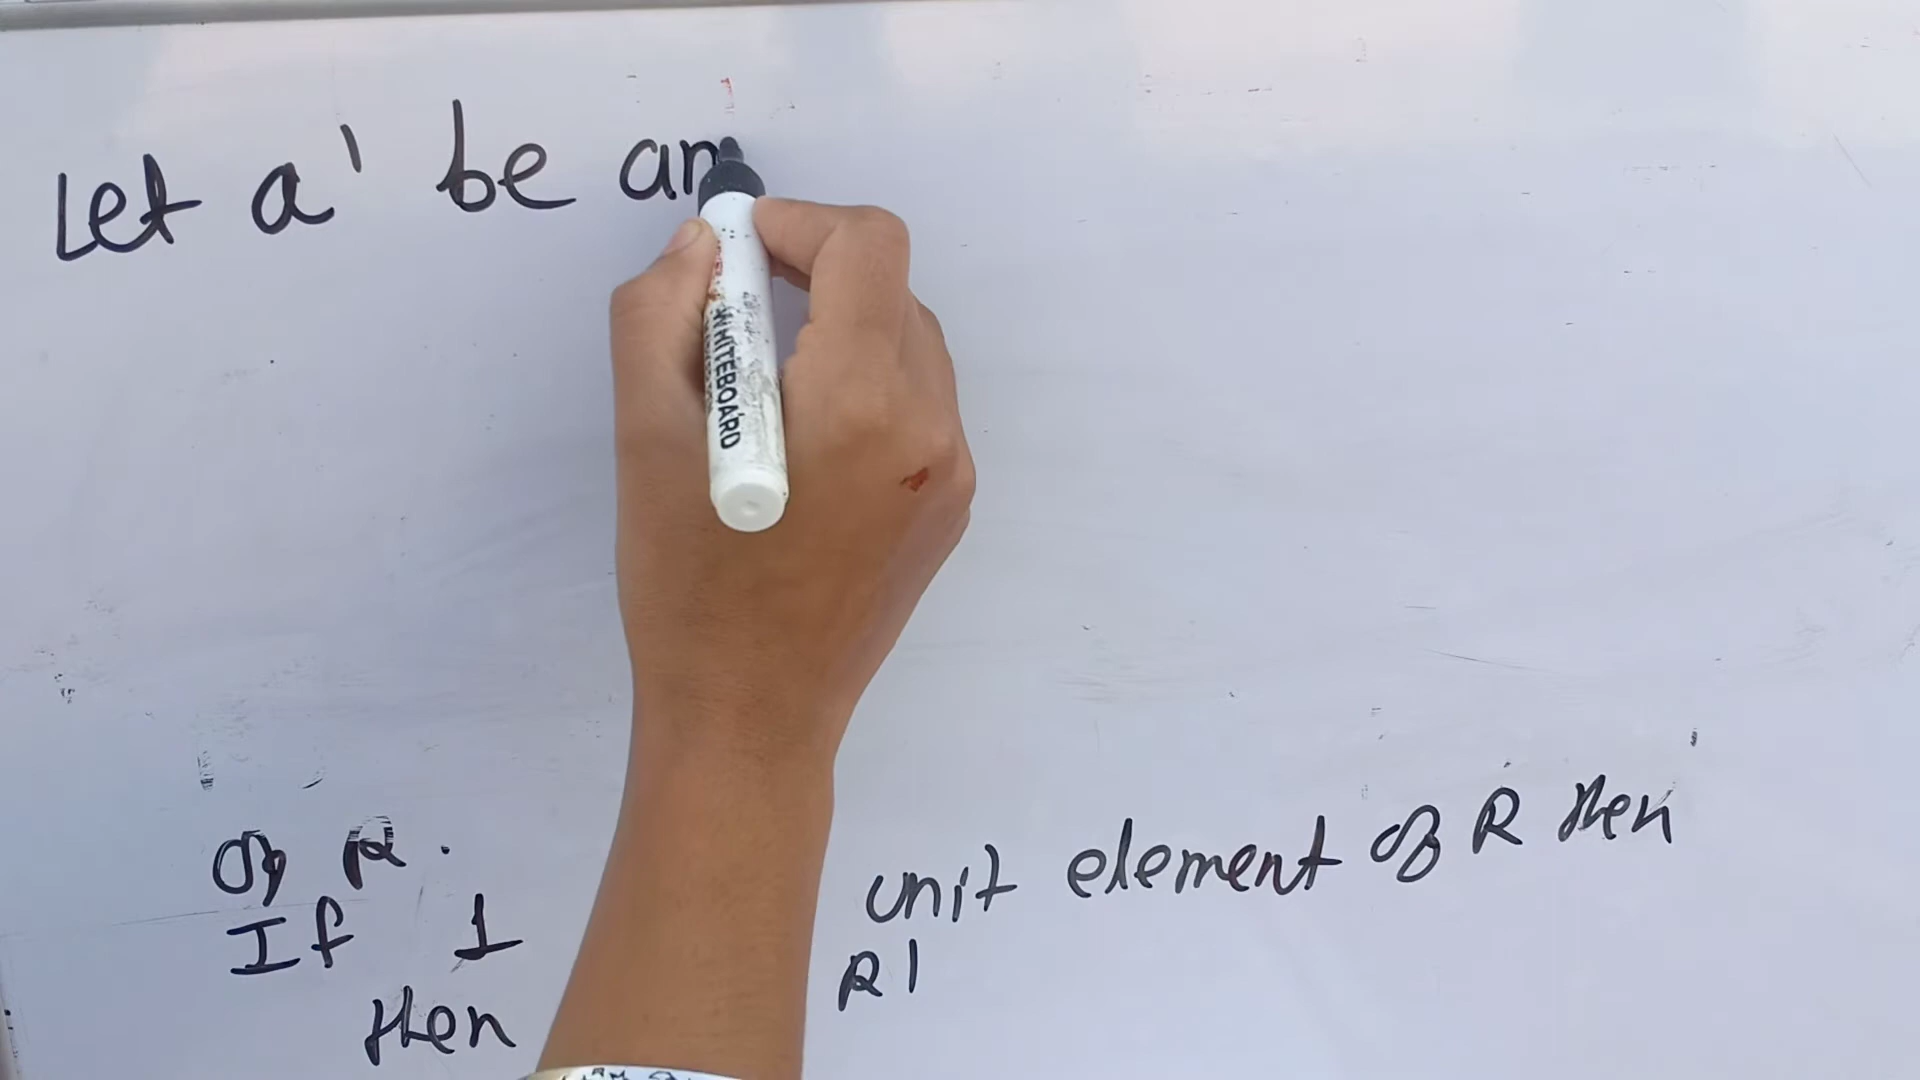 Let a' be an
WHITEBOARD
of R.
If 1 unit element of R then
then R'